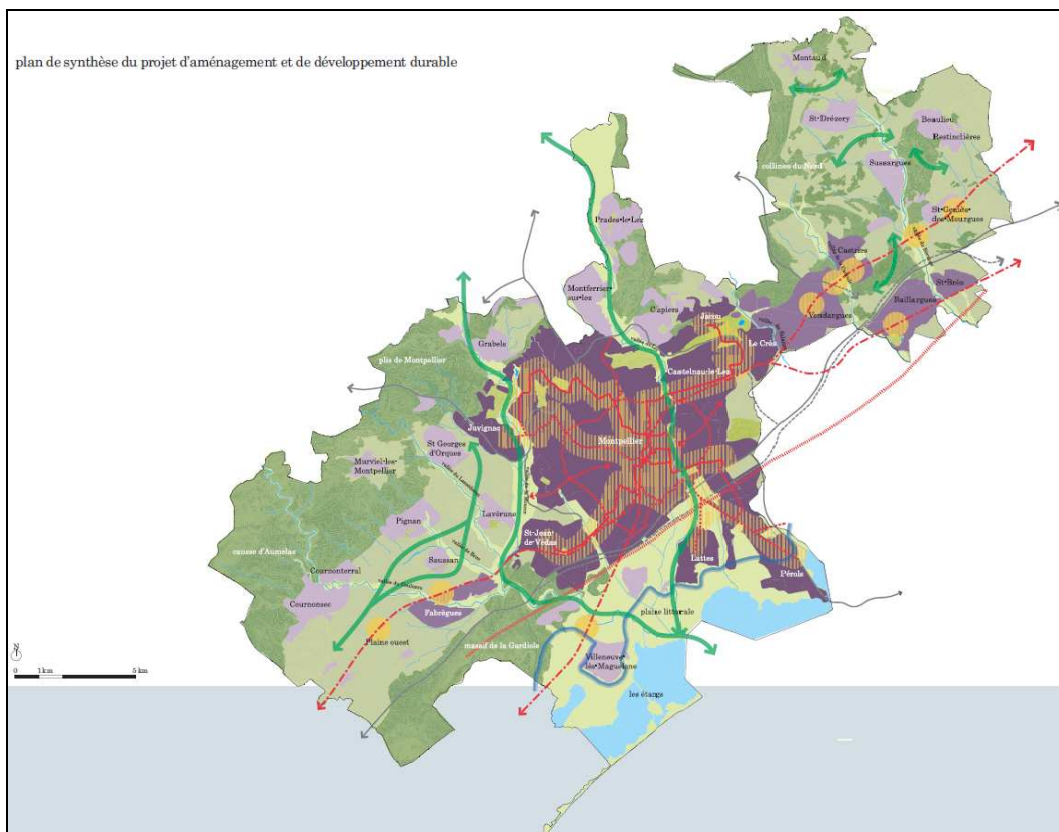 plan de synthèse du projet d'aménagement et de développement durable
Montaud
St-Drézery
Beaulieu
Restinclières
collines du Nord
Sussargues
St-Geniès-
des-Mourgues
Prades-le-Lez
Castries
St-Brès
Baillargues
Vendargues
Montferrier-
sur-lez
Clapiers
Jacou
Le Crès
Grabels
plis de Montpellier
Castelnau-le-Lez
Juvignac
Montpellier
St Georges
d'Orques
Murviel-les-
Montpellier
Lavérune
Pignan
St-Jean
de Védas
Saussan
causse d'Aumelas
Lattes
Cournonterral
Pérols
Cournonsec
Fabrègues
plaine littorale
Plaine ouest
massif de la Gardiole
Villeneuve-
lès-Maguelone
les étangs
N
0
1km
5 km